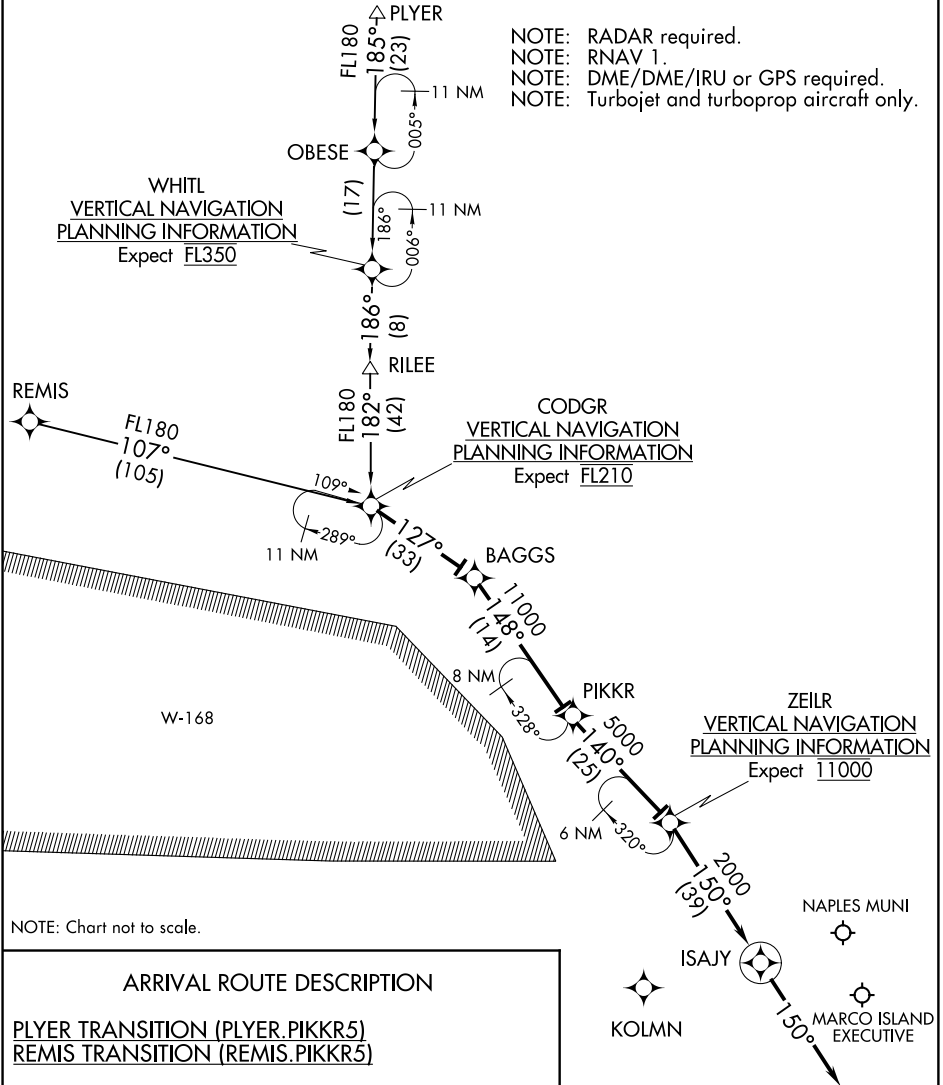 PLYER
FL180
185°
(23)
NOTE: RADAR required.
NOTE: RNAV 1.
NOTE: DME/DME/IRU or GPS required.
NOTE: Turbojet and turboprop aircraft only.
11 NM
005°
OBESE
(17)
186°
11 NM
006°
WHITL
VERTICAL NAVIGATION
PLANNING INFORMATION
Expect FL350
186°
(8)
RILEE
REMIS
FL180
107°
(105)
FL180
182°
(42)
CODGR
VERTICAL NAVIGATION
PLANNING INFORMATION
Expect FL210
109°
289°
11 NM
127°
(33)
BAGGS
11000
148°
(14)
8 NM
328°
PIKKR
W-168
5000
140°
(25)
ZEILR
VERTICAL NAVIGATION
PLANNING INFORMATION
Expect 11000
6 NM
320°
2000
150°
(39)
NAPLES MUNI
NOTE: Chart not to scale.
ISAJY
KOLMN
150°
MARCO ISLAND
EXECUTIVE
ARRIVAL ROUTE DESCRIPTION
PLYER TRANSITION (PLYER.PIKKR5)
REMIS TRANSITION (REMIS.PIKKR5)